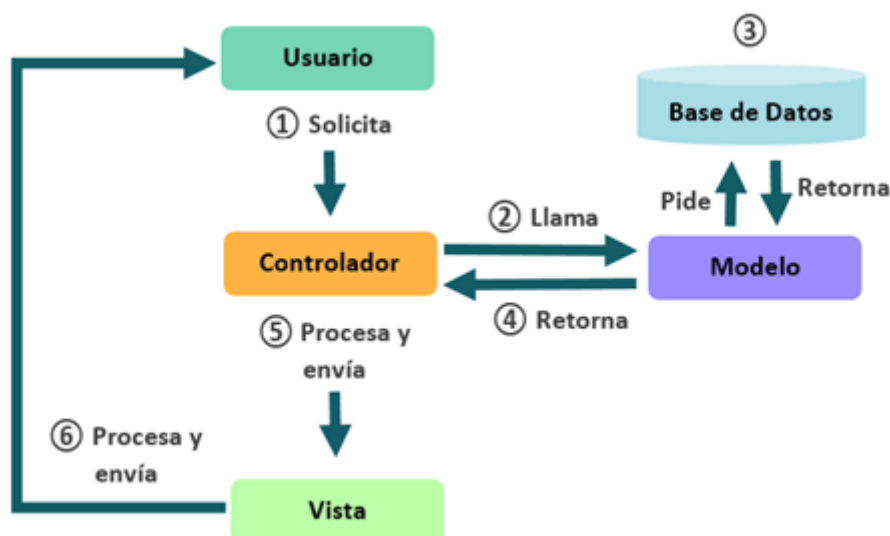 Usuario
① Solicita
Controlador
② Llama
③
Base de Datos
Pide
Retorna
Modelo
④ Retorna
⑤ Procesa y
envía
Vista
⑥ Procesa y
envía